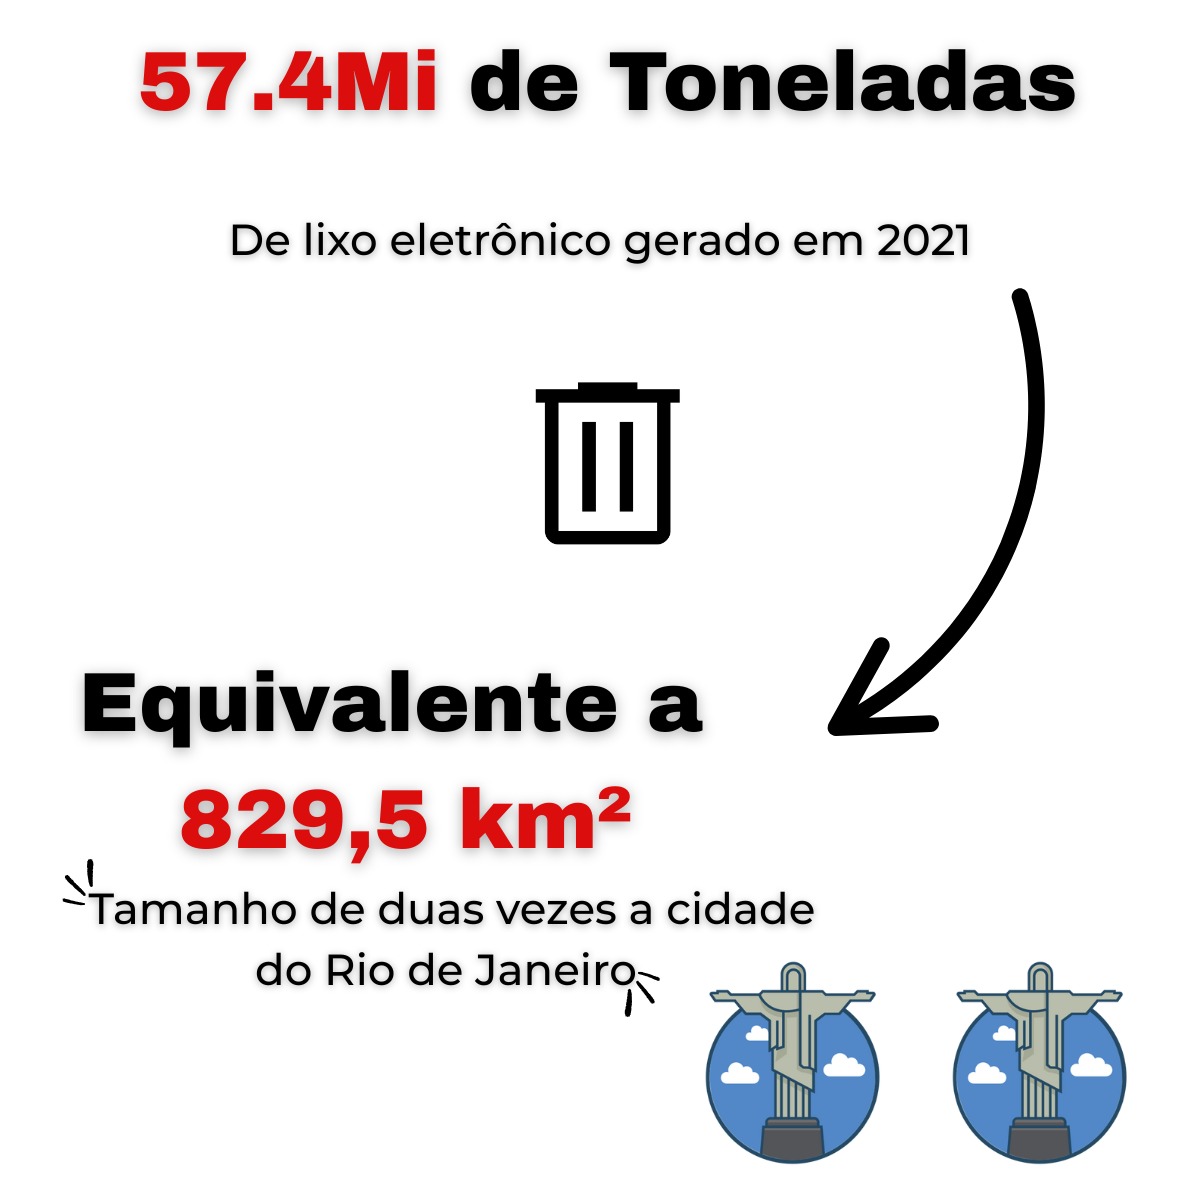 57.4Mi de Toneladas
De lixo eletrônico gerado em 2021
Equivalente a
829,5 km²
Tamanho de duas vezes a cidade
do Rio de Janeiro